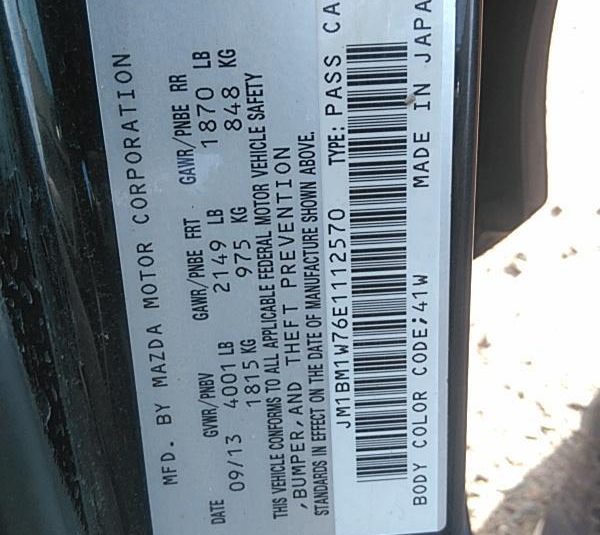 MFD. BY MAZDA MOTOR CORPORATION
DATE GVWR/PNBV GAWR/PNBE FRT GAWR/PNBE RR
09/13 4001 LB 2149 LB 1870 LB
1815 KG 975 KG 848 KG
THIS VEHICLE CONFORMS TO ALL APPLICABLE FEDERAL MOTOR VEHICLE SAFETY
, BUMPER, AND THEFT PREVENTION
STANDARDS IN EFFECT ON THE DATE OF MANUFACTURE SHOWN ABOVE.
JM1BM1W76E1112570 TYPE: PASS CA
BODY COLOR CODE;41W MADE IN JAPA